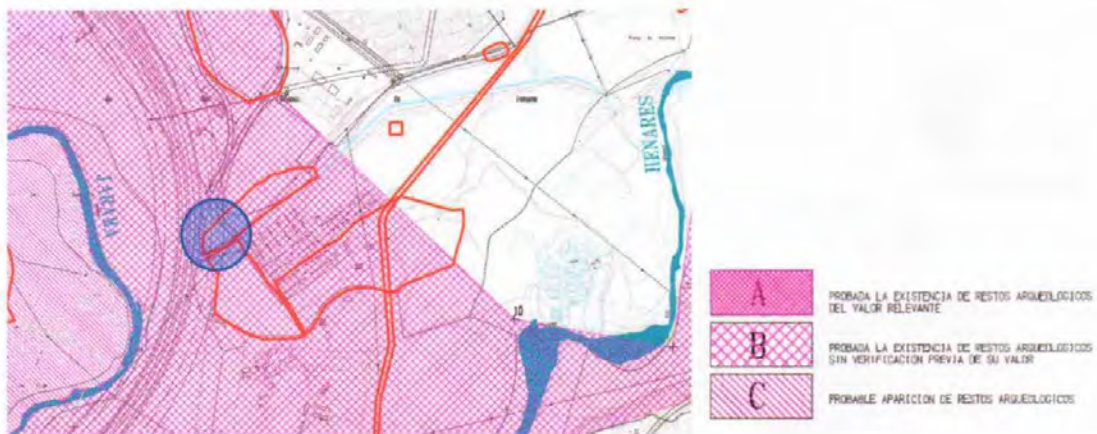 HENARES
JARAMA
10
A
PROBADA LA EXISTENCIA DE RESTOS ARQUEOLOGICOS
DEL VALOR RELEVANTE
B
PROBADA LA EXISTENCIA DE RESTOS ARQUEOLOGICOS
SIN VERIFICACION PREVIA DE SU VALOR
C
PROBABLE APARICION DE RESTOS ARQUEOLOGICOS